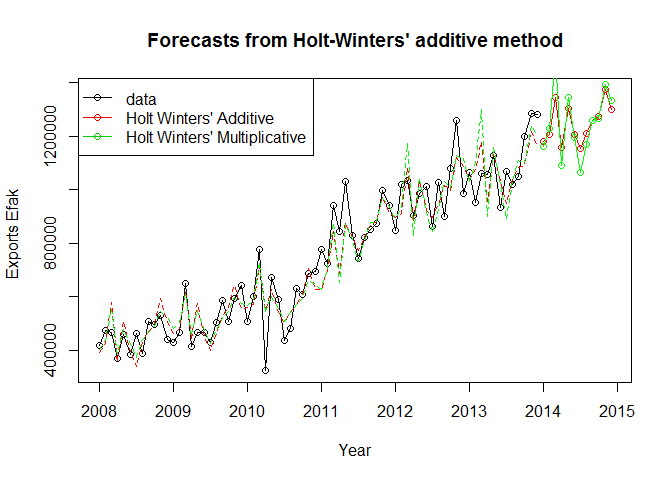 Forecasts from Holt-Winters' additive method
data
Holt Winters' Additive
Holt Winters' Multiplicative
Exports Efak
400000
800000
1200000
2008 2009 2010 2011 2012 2013 2014 2015
Year